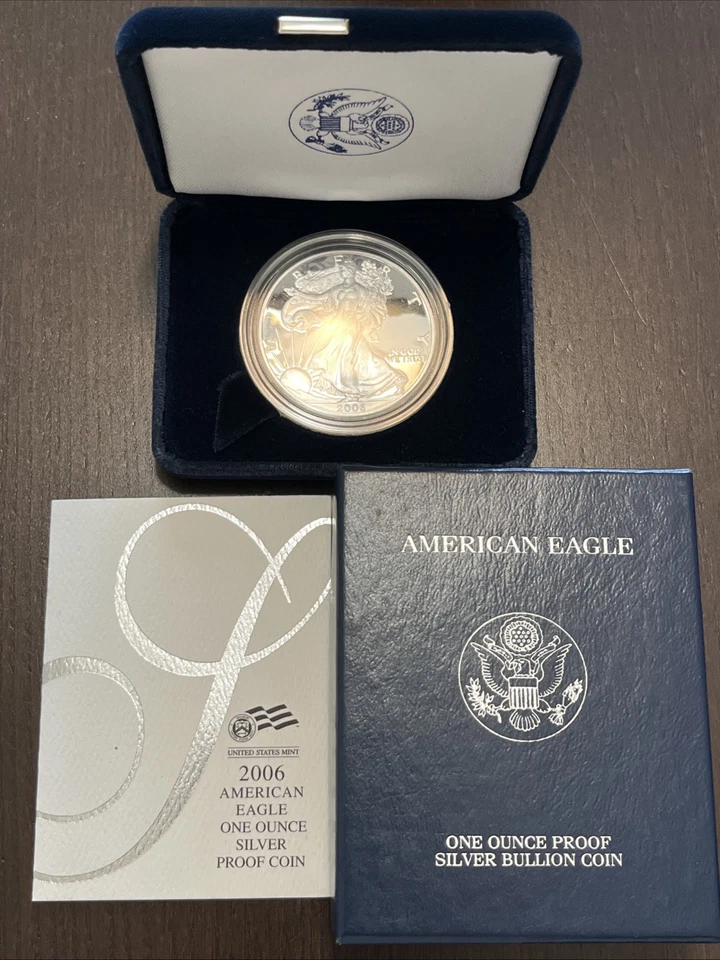 LIBERTY
IN GOD
WE TRUST
2006
UNITED STATES MINT
2006
AMERICAN
EAGLE
ONE OUNCE
SILVER
PROOF COIN
AMERICAN EAGLE
ONE OUNCE PROOF
SILVER BULLION COIN